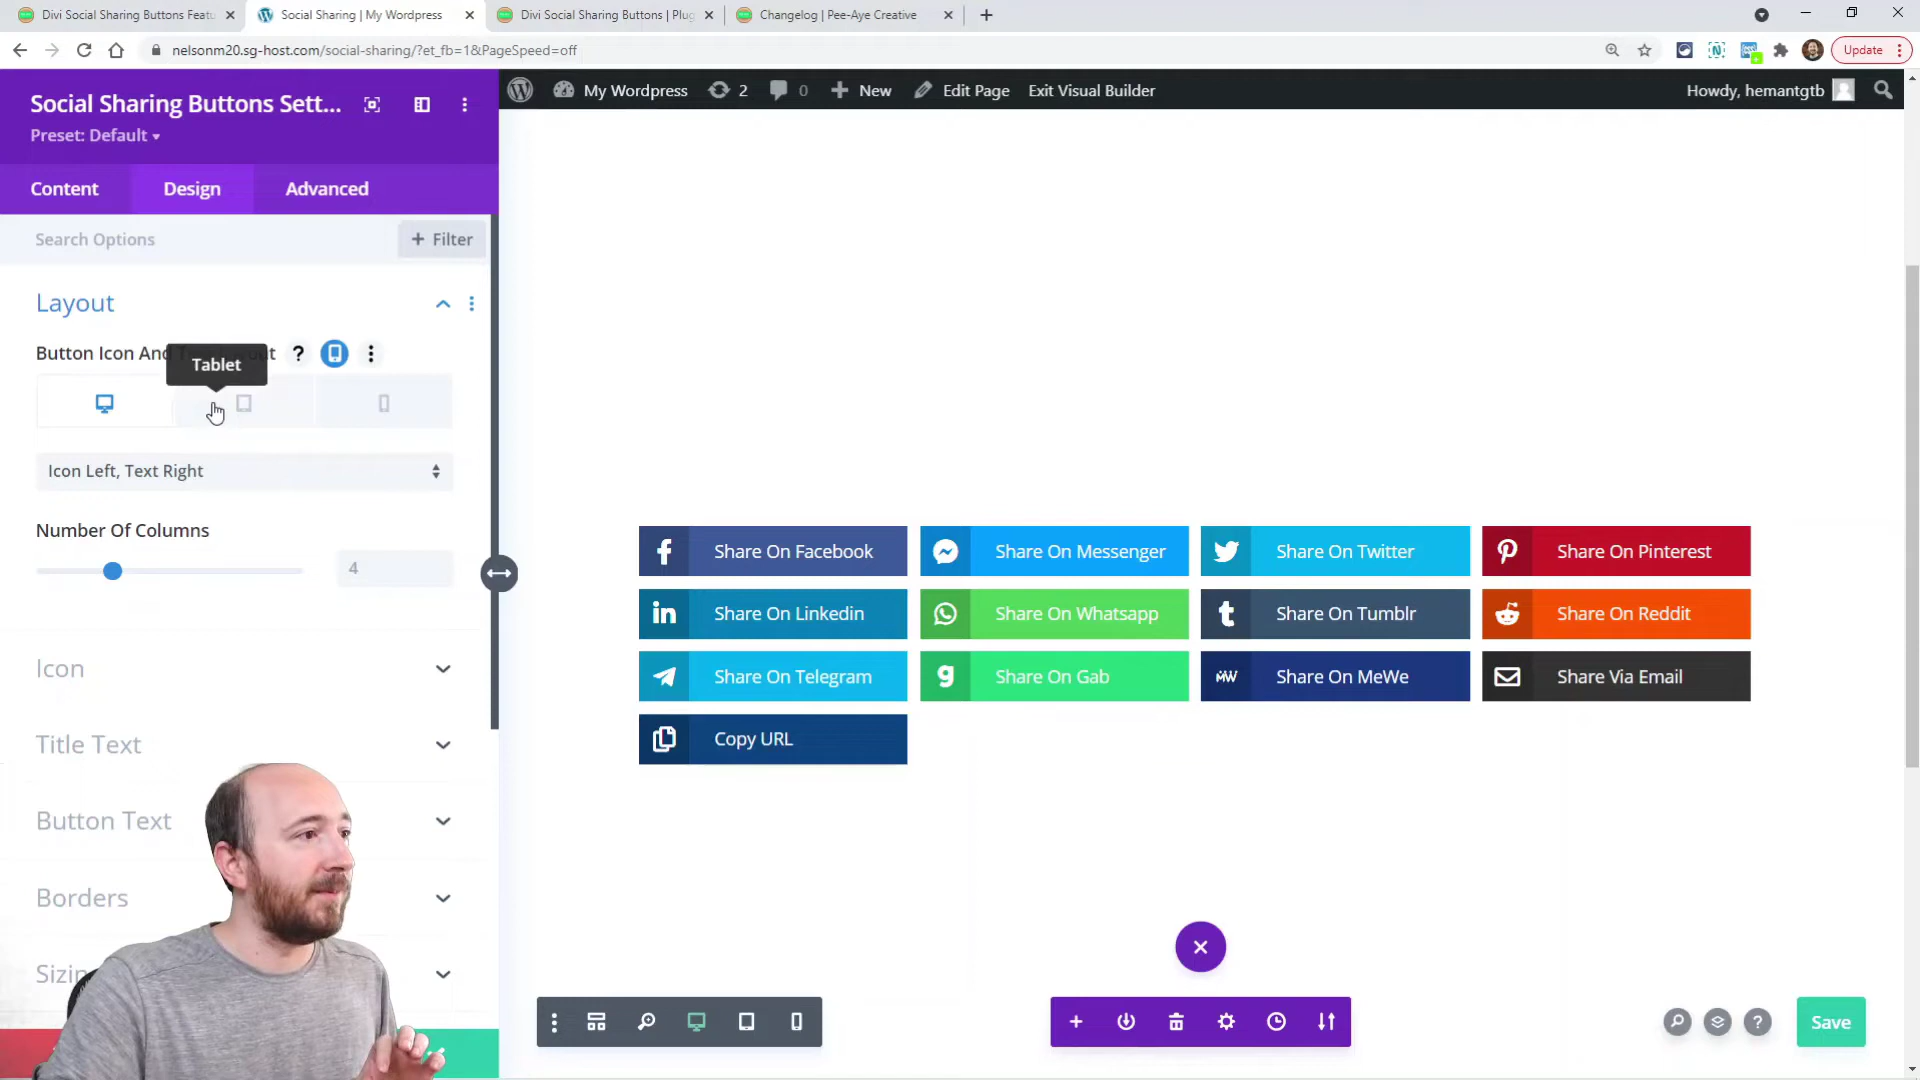 Divi Social Sharing Buttons Featu
Social Sharing | My Wordpress
Divi Social Sharing Buttons | Plug
Changelog | Pee-Aye Creative
nelsonm20.sg-host.com/social-sharing/?et_fb=1&PageSpeed=off
Update
Social Sharing Buttons Sett...
Preset: Default
My Wordpress
2
0
New
Edit Page
Exit Visual Builder
Howdy, hemantgtb
Content
Design
Advanced
Search Options
+ Filter
Layout
Button Icon And
Tablet
Icon Left, Text Right
Number Of Columns
4
Icon
Title Text
Button Text
Borders
Share On Facebook
Share On Messenger
Share On Twitter
Share On Pinterest
Share On Linkedin
Share On Whatsapp
Share On Tumblr
Share On Reddit
Share On Telegram
Share On Gab
MW Share On MeWe
Share Via Email
Copy URL
Save